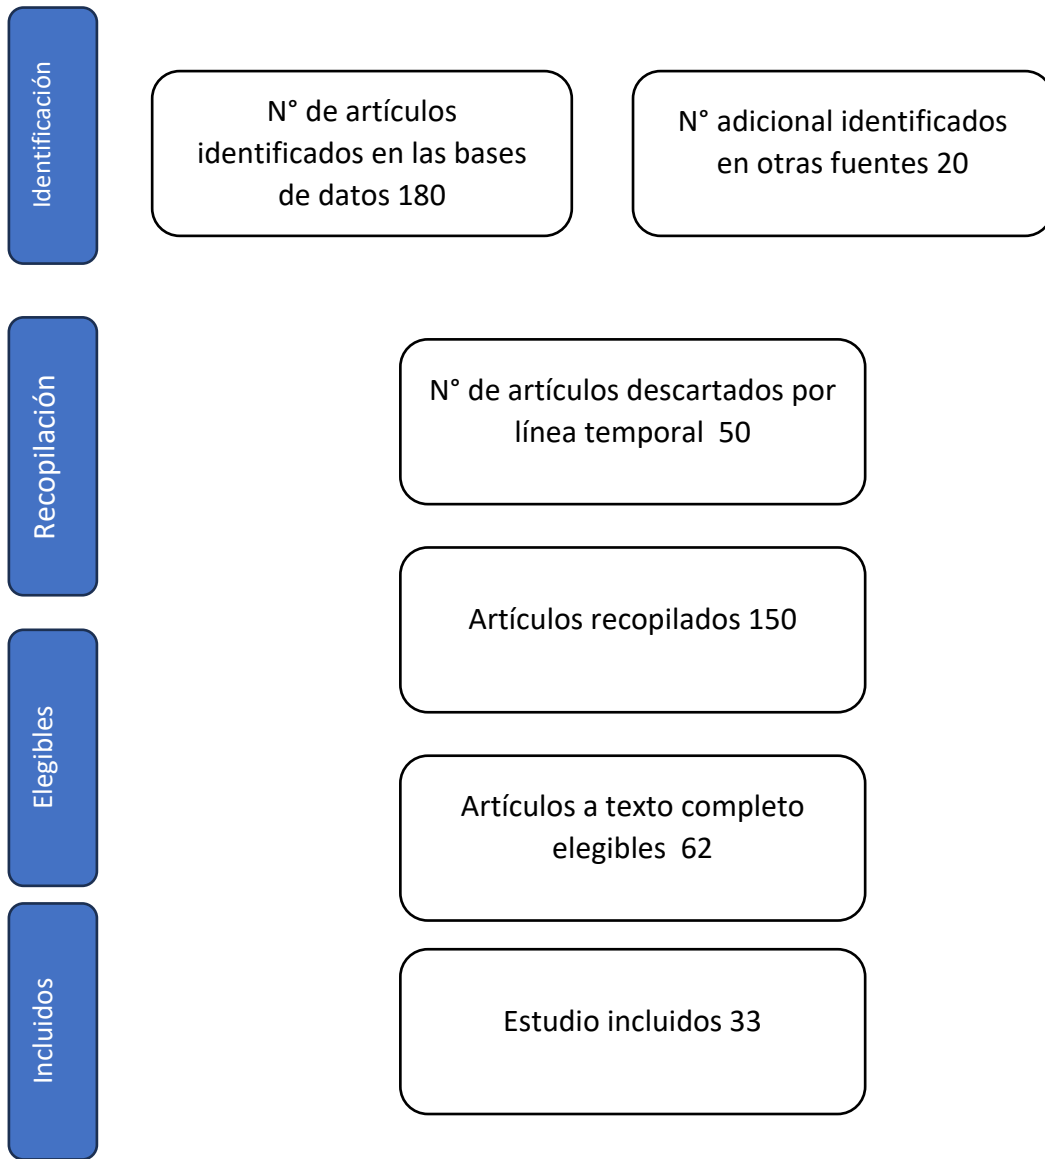 Identificación
N° de artículos
identificados en las bases
de datos 180
N° adicional identificados
en otras fuentes 20
Recopilación
N° de artículos descartados por
línea temporal  50
Artículos recopilados 150
Elegibles
Artículos a texto completo
elegibles  62
Incluidos
Estudio incluidos 33